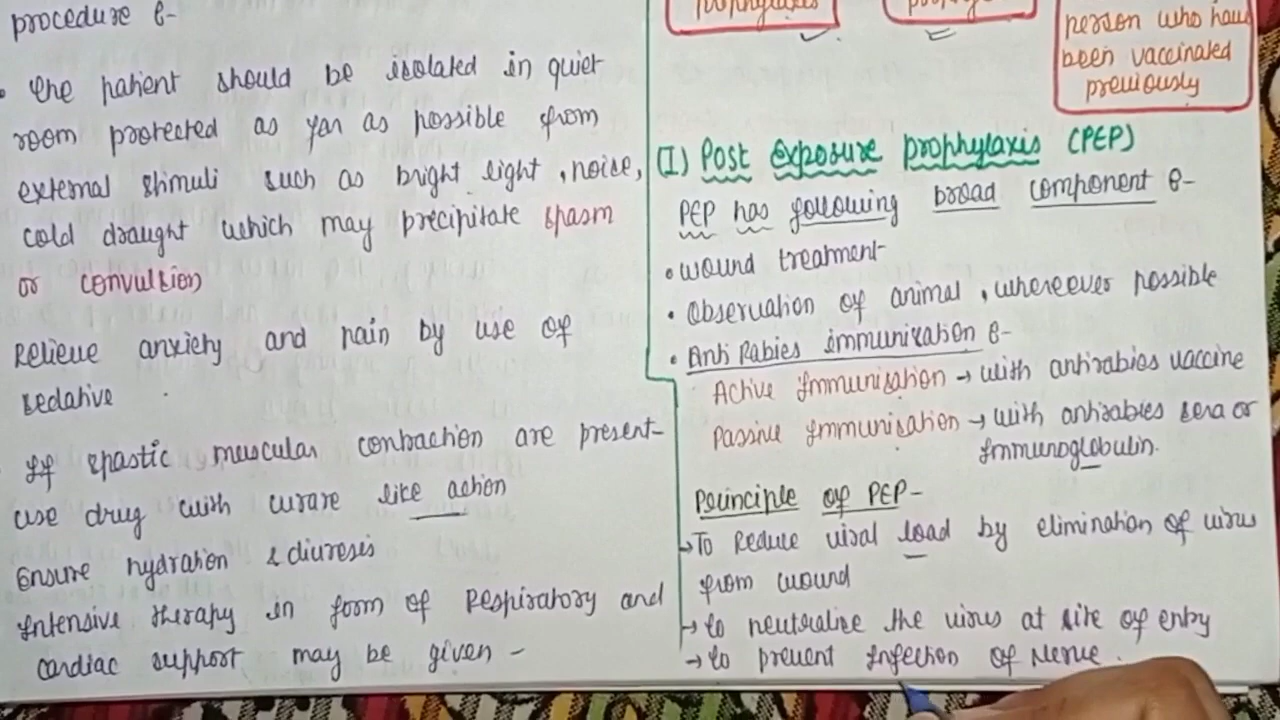 procedure :-
• The patient should be isolated in quiet
room protected as far as possible from
external stimuli such as bright light, noise,
cold draught which may precipitate spasm
or convulsion
Relieve anxiety and pain by use of
sedative
If spastic muscular contraction are present
use drug with curare like action
Ensure hydration & diuresis
Intensive therapy in form of Respiratory and
cardiac support may be given -
prophylaxis
person who have
been vaccinated
previously
(I) Post exposure prophylaxis (PEP)
PEP has following broad component :-
• wound treatment
• Observation of animal, whereever possible
• Anti Rabies immunization :-
Active Immunisation → with antirabies vaccine
Passive Immunisation → with antirabies sera or
Immunoglobulin.
Principle of PEP -
→ To Reduce viral load by elimination of virus
from wound
→ to neutralise the virus at site of entry
→ to prevent Infection of Nerve.